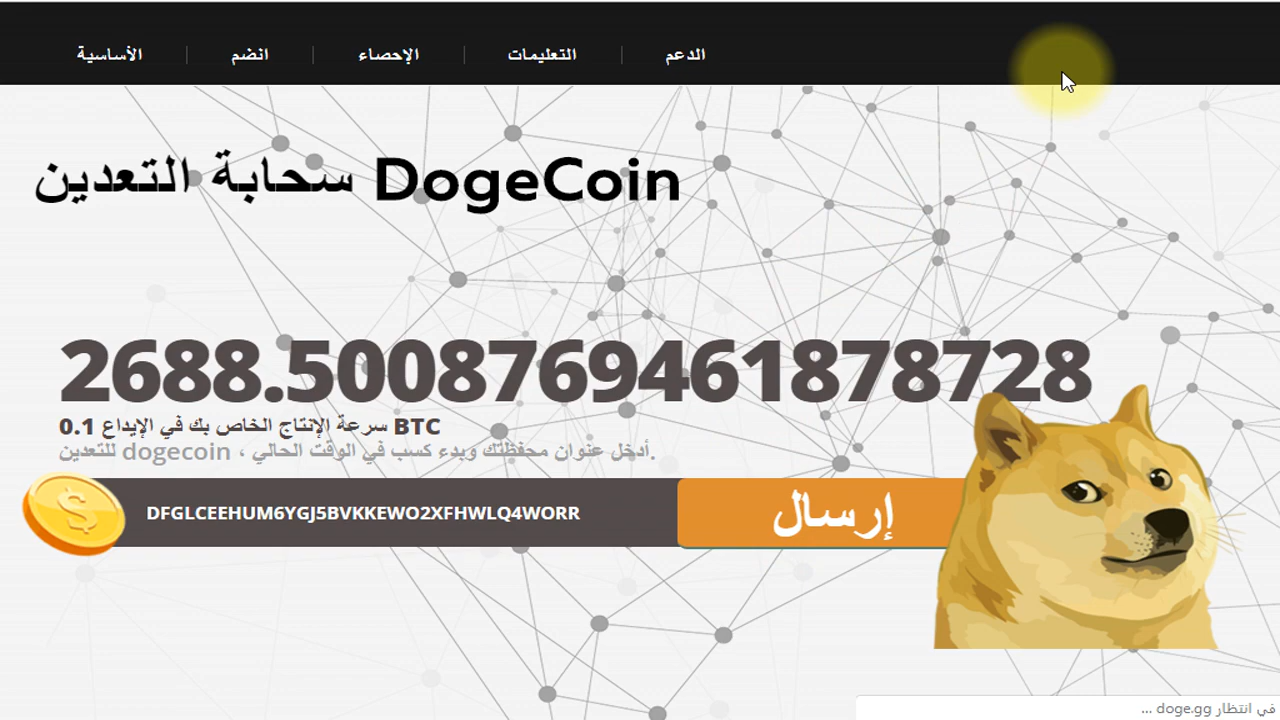 الأساسية
انضم
الإحصاء
التعليمات
الدعم
سحابة التعدين DogeCoin
2688.5008769461878728
0.1 سرعة الإنتاج الخاص بك في الإيداع BTC
للتعدين dogecoin ، أدخل عنوان محفظتك وبدء كسب في الوقت الحالي.
DFGLCEEHUM6YGJ5BVKKEWO2XFHWLQ4WORR
إرسال
في انتظار doge.gg ...